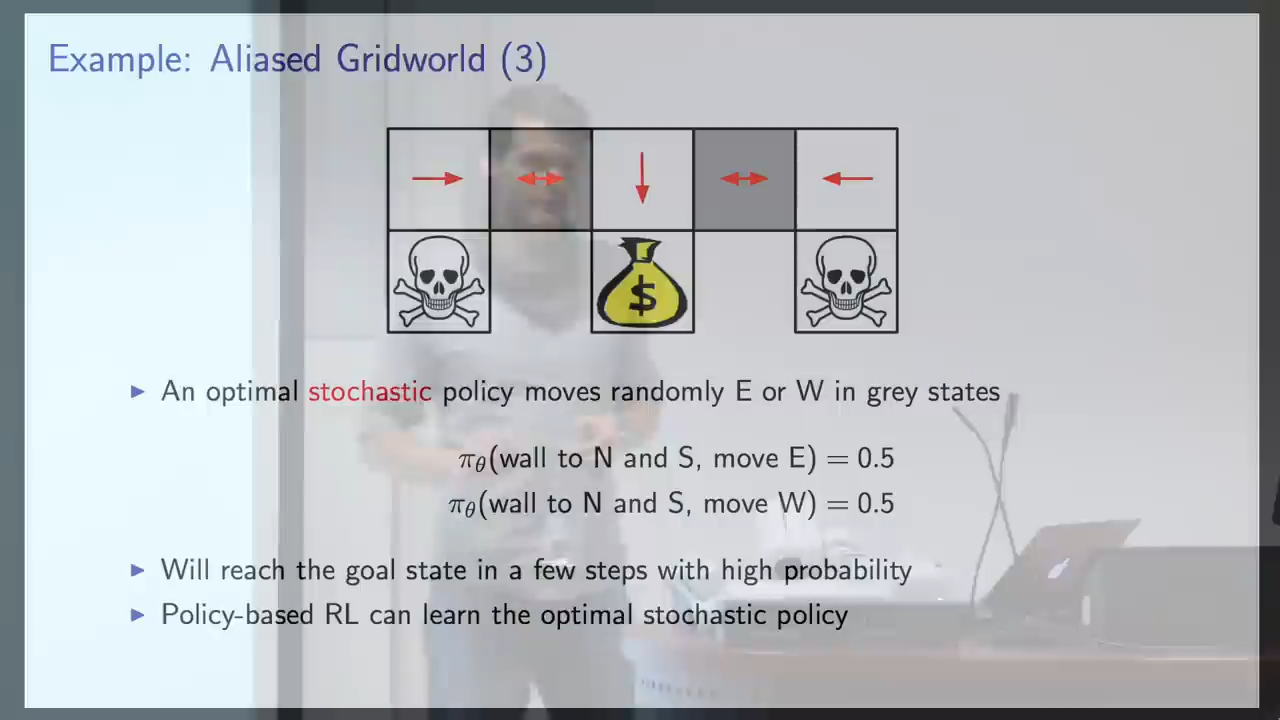 Example: Aliased Gridworld (3)
$
An optimal stochastic policy moves randomly E or W in grey states
πθ(wall to N and S, move E) = 0.5
πθ(wall to N and S, move W) = 0.5
Will reach the goal state in a few steps with high probability
Policy-based RL can learn the optimal stochastic policy